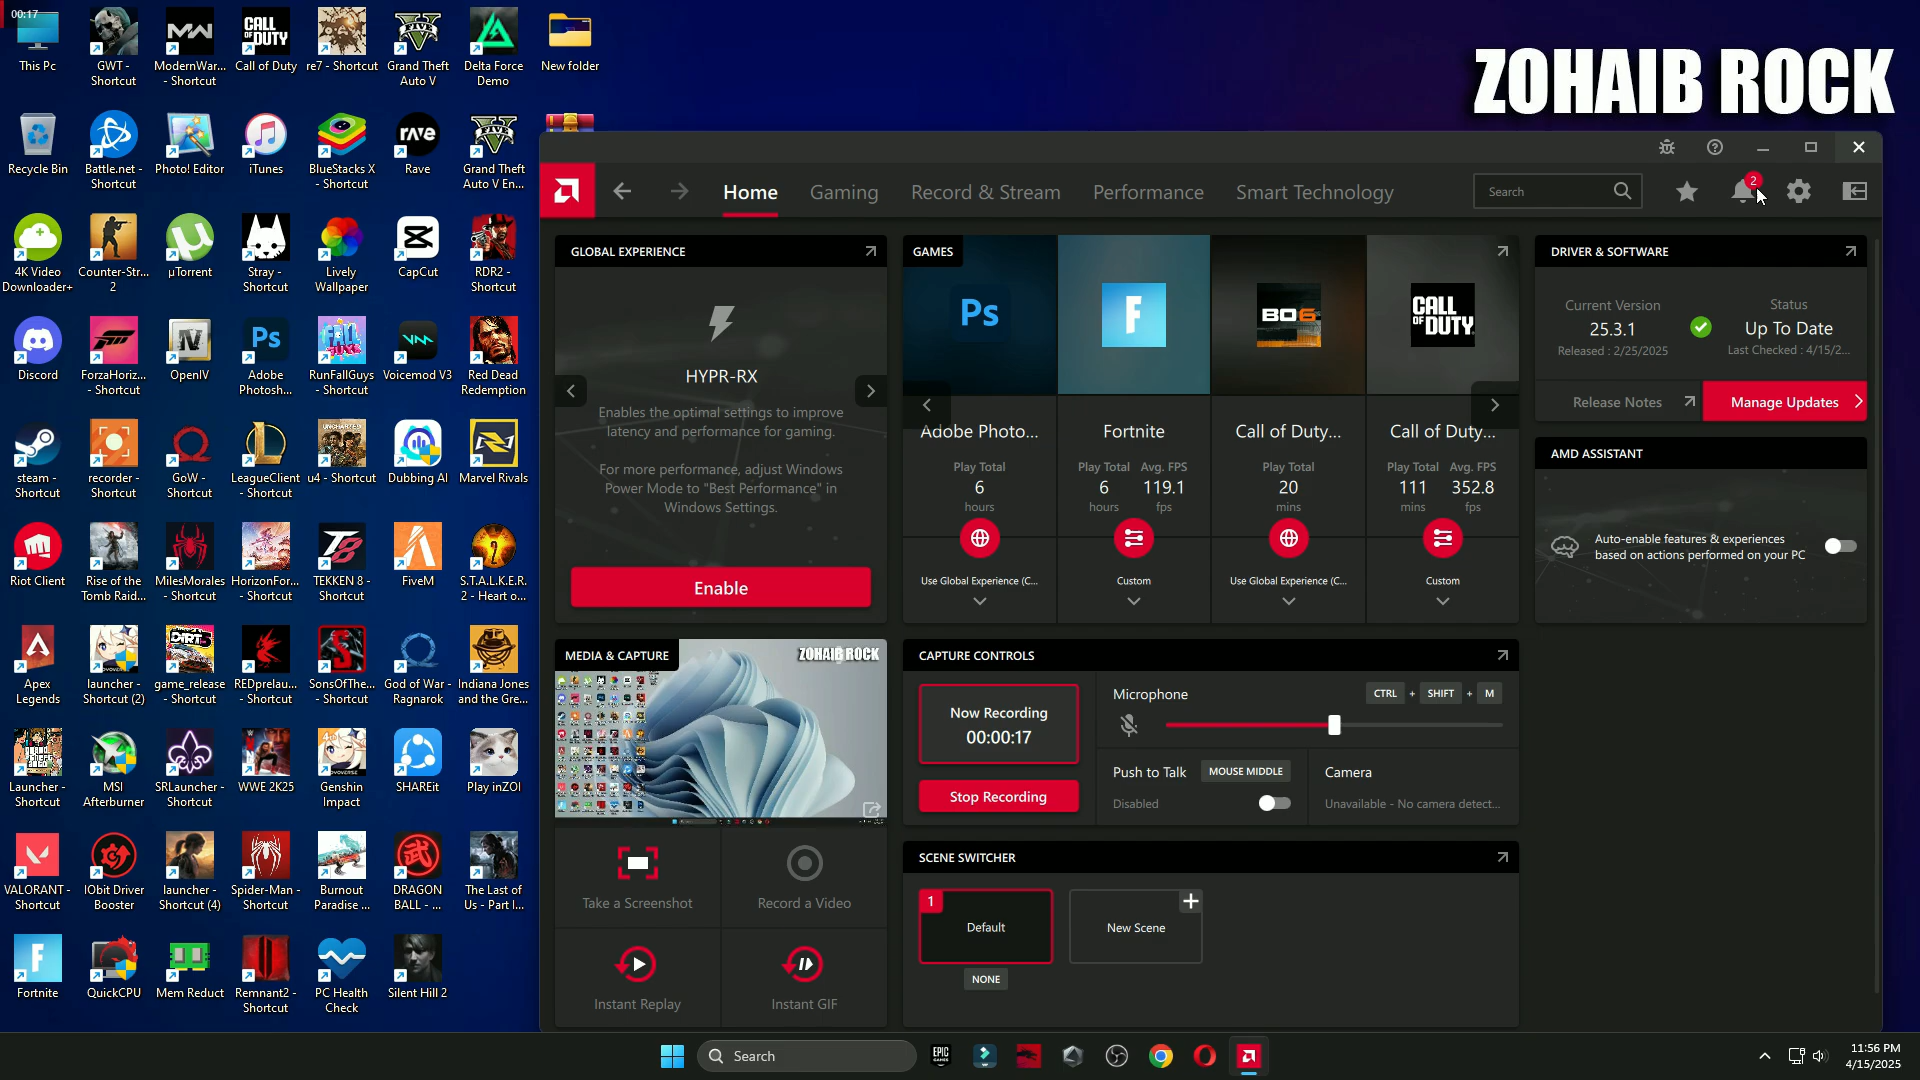 00:17
This Pc
GWT -
Shortcut
ModernWar...
- Shortcut
CALL
OF DUTY
Call of Duty
re7 - Shortcut
Grand Theft
Auto V
Delta Force
Demo
New folder
ZOHAIB ROCK
Recycle Bin
Battle.net -
Shortcut
Photo! Editor
iTunes
BlueStacks X
- Shortcut
rave
Rave
Grand Theft
Auto V En...
4K Video
Downloader+
Counter-Str...
2
µTorrent
Stray -
Shortcut
Lively
Wallpaper
CapCut
RDR2 -
Shortcut
Discord
ForzaHoriz...
- Shortcut
OpenIV
Ps
Adobe
Photosh...
RunFallGuys
- Shortcut
Voicemod V3
Red Dead
Redemption
steam -
Shortcut
recorder -
Shortcut
GoW -
Shortcut
LeagueClient
- Shortcut
UNCHARTED
u4 - Shortcut
Dubbing AI
Marvel Rivals
Riot Client
Rise of the
Tomb Raid...
MilesMorales
- Shortcut
HorizonFor...
- Shortcut
TEKKEN 8 -
Shortcut
FiveM
S.T.A.L.K.E.R.
2 - Heart o...
Apex
Legends
launcher -
Shortcut (2)
DIRT
game_release
- Shortcut
REDprelau...
- Shortcut
SonsOfThe...
- Shortcut
God of War -
Ragnarok
Indiana Jones
and the Gre...
Launcher -
Shortcut
MSI
Afterburner
SRLauncher -
Shortcut
WWE 2K25
Genshin
Impact
SHAREit
Play inZOI
VALORANT -
Shortcut
IObit Driver
Booster
launcher -
Shortcut (4)
Spider-Man -
Shortcut
Burnout
Paradise ...
DRAGON
BALL - ...
The Last of
Us - Part I...
Fortnite
QuickCPU
Mem Reduct
Remnant2 -
Shortcut
PC Health
Check
Silent Hill 2
Home
Gaming
Record & Stream
Performance
Smart Technology
Search
2
GLOBAL EXPERIENCE
HYPR-RX
Enables the optimal settings to improve
latency and performance for gaming.
For more performance, adjust Windows
Power Mode to "Best Performance" in
Windows Settings.
Enable
GAMES
Ps
F
BO6
CALL
OF DUTY
Adobe Photo...
Fortnite
Call of Duty...
Call of Duty...
Play Total
6
hours
Play Total Avg. FPS
6 119.1
hours fps
Play Total
20
mins
Play Total Avg. FPS
111 352.8
mins fps
Use Global Experience (C...
Custom
Use Global Experience (C...
Custom
DRIVER & SOFTWARE
Current Version
25.3.1
Released : 2/25/2025
Status
Up To Date
Last Checked : 4/15/2...
Release Notes
Manage Updates
AMD ASSISTANT
Auto-enable features & experiences
based on actions performed on your PC
MEDIA & CAPTURE
ZOHAIB ROCK
Take a Screenshot
Record a Video
Instant Replay
Instant GIF
CAPTURE CONTROLS
Now Recording
00:00:17
Stop Recording
Microphone
CTRL + SHIFT + M
Push to Talk MOUSE MIDDLE
Disabled
Camera
Unavailable - No camera detect...
SCENE SWITCHER
1
Default
NONE
New Scene
Search
EPIC
GAMES
11:56 PM
4/15/2025